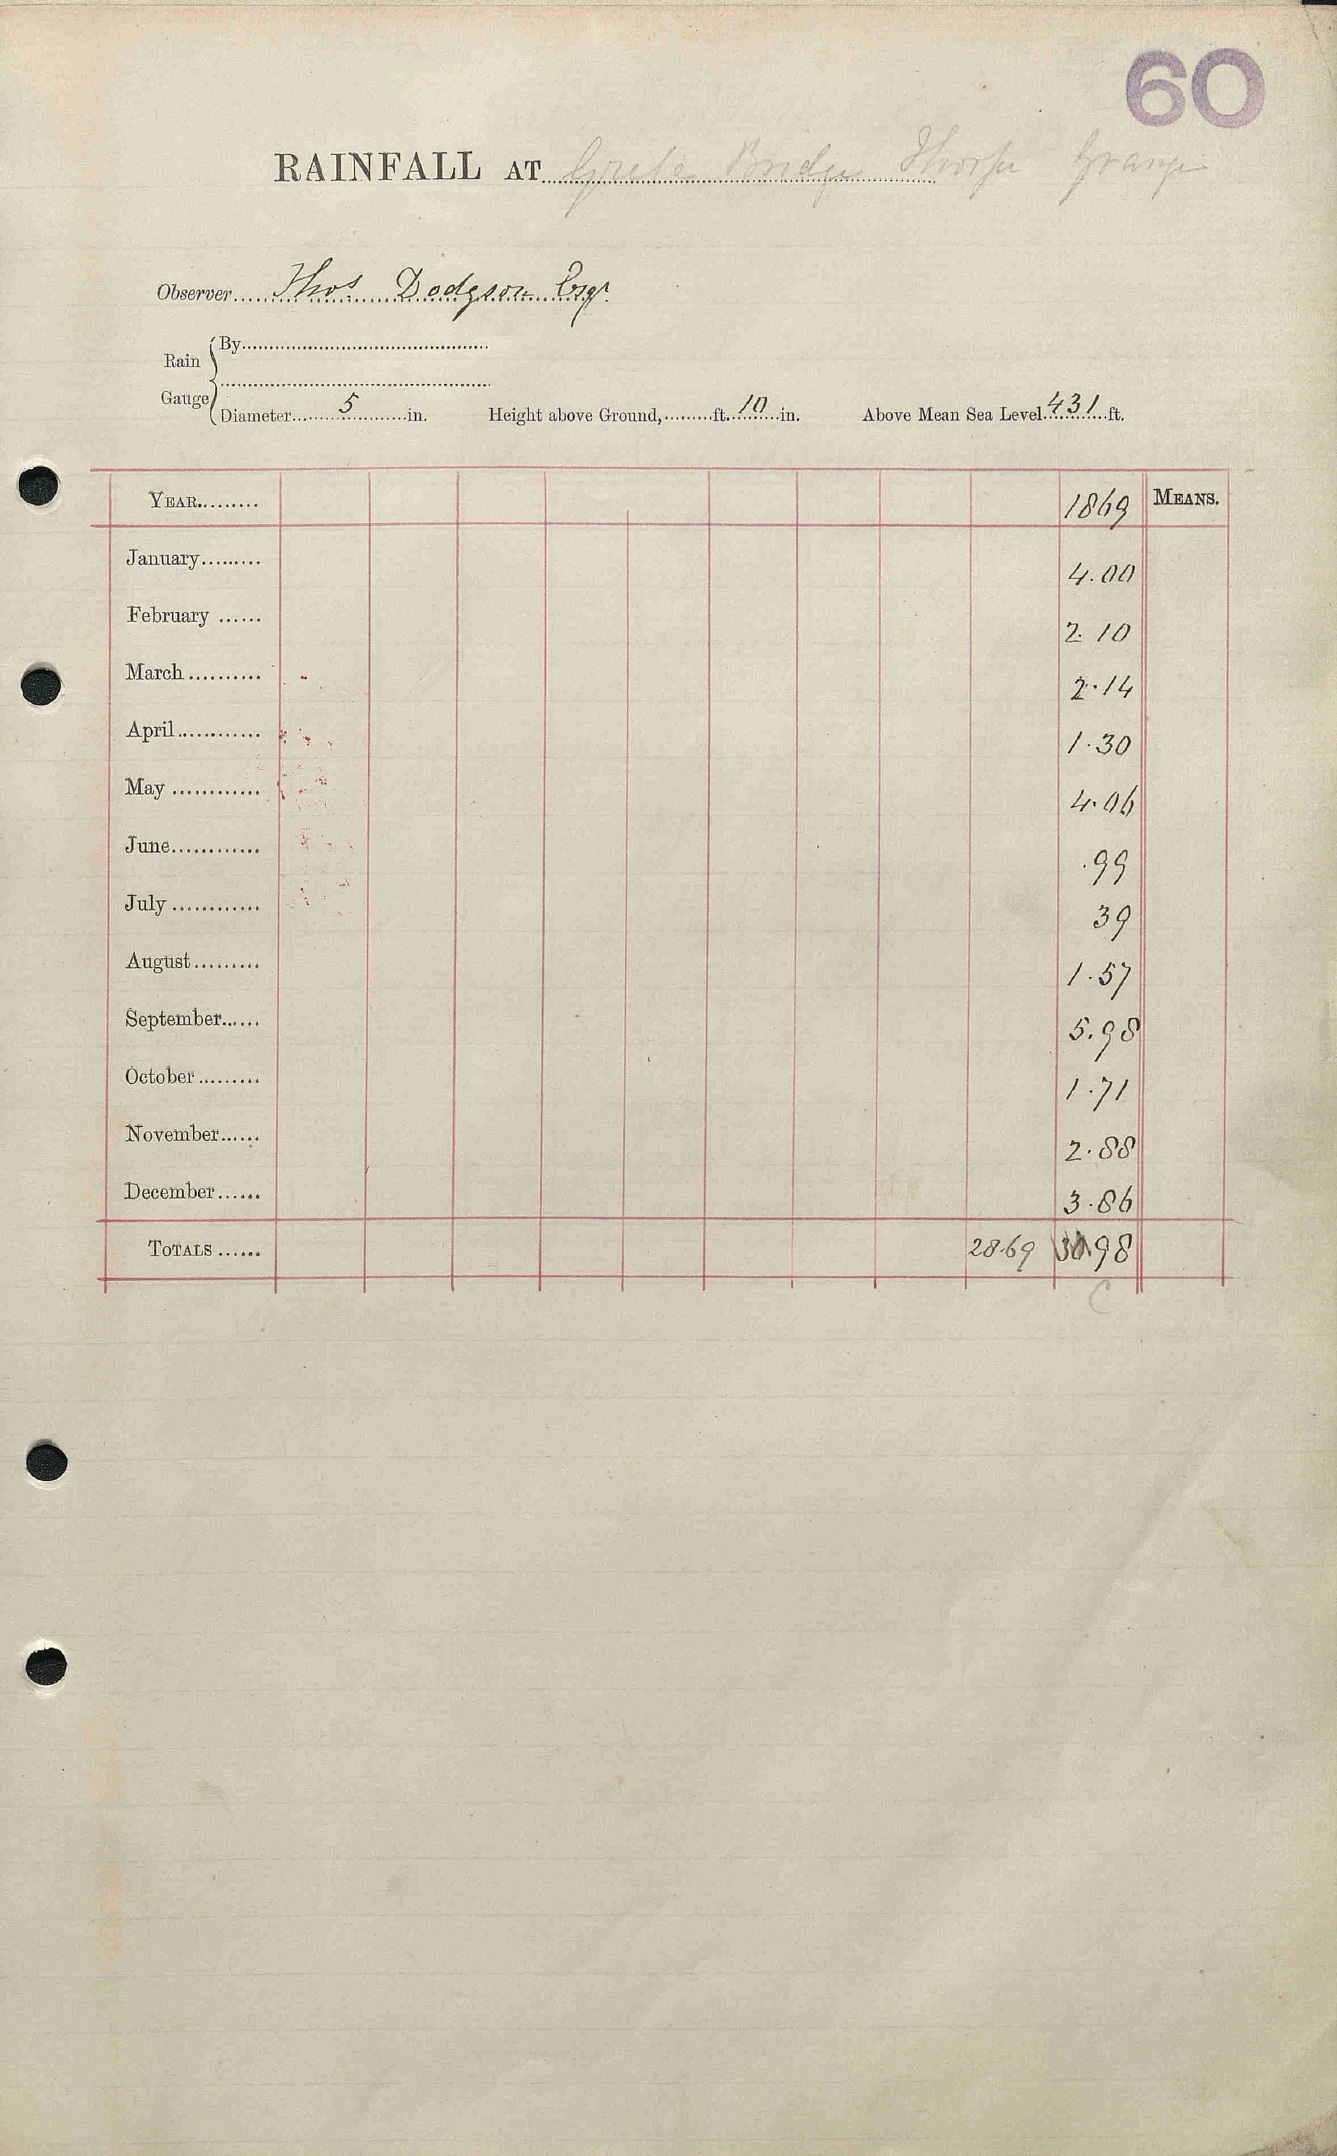 60
RAINFALL AT Greta Bridge Thorpe Grange
Observer Thos Dodgson Esqr
Rain Gauge By
Diameter 5 in. Height above Ground, ft. 10 in. Above Mean Sea Level 431 ft.
YEAR 1869 MEANS.
January 4.00
February 2.10
March 2.14
April 1.30
May 4.06
June .99
July 39
August 1.57
September 5.98
October 1.71
November 2.88
December 3.86
TOTALS 28.69 30.98
C